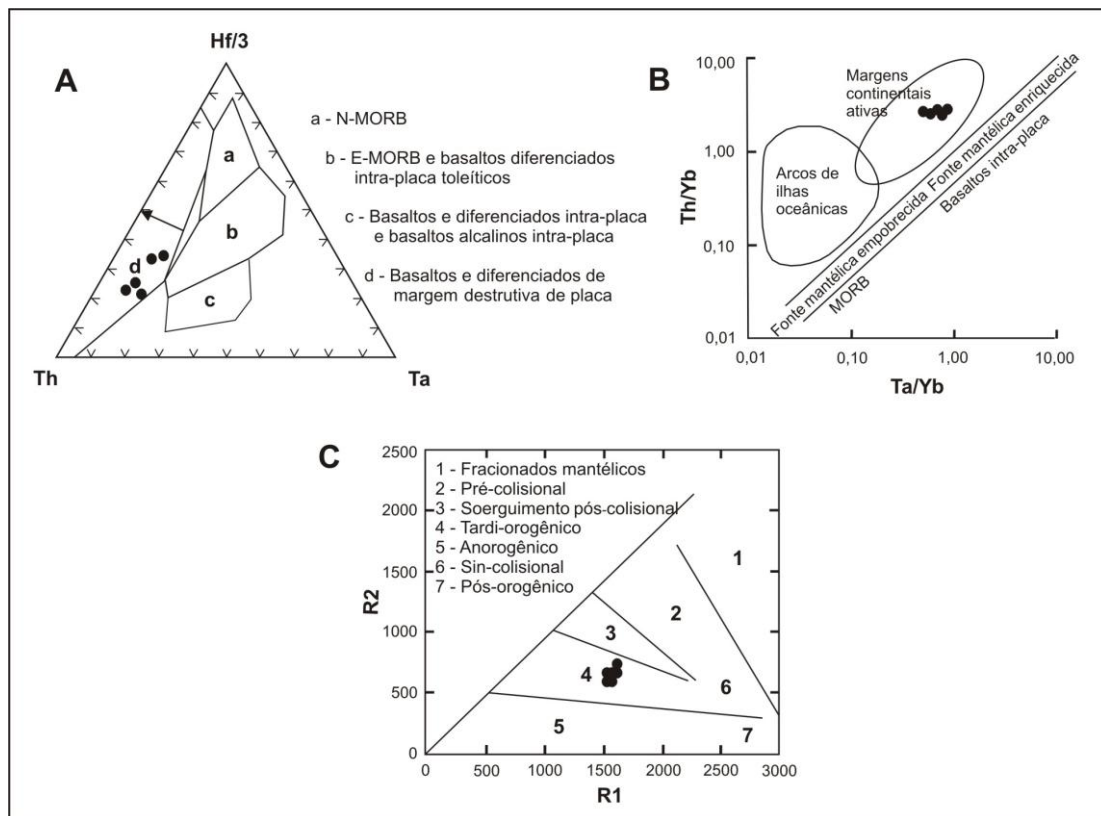 A
Hf/3
Th
Ta
a
b
c
d
a - N-MORB
b - E-MORB e basaltos diferenciados
intra-placa toleíticos
c - Basaltos e diferenciados intra-placa
e basaltos alcalinos intra-placa
d - Basaltos e diferenciados de
margem destrutiva de placa
B
10,00
1,00
0,10
0,01
Th/Yb
Margens
continentais
ativas
Arcos de
ilhas
oceânicas
Fonte mantélica empobrecida
Fonte mantélica enriquecida
MORB
Basaltos intra-placa
0,01
0,10
1,00
10,00
Ta/Yb
C
2500
2000
1500
1000
500
0
R2
1 - Fracionados mantélicos
2 - Pré-colisional
3 - Soerguimento pós-colisional
4 - Tardi-orogênico
5 - Anorogênico
6 - Sin-colisional
7 - Pós-orogênico
1
2
3
4
6
5
7
0
500
1000
1500
2000
2500
3000
R1